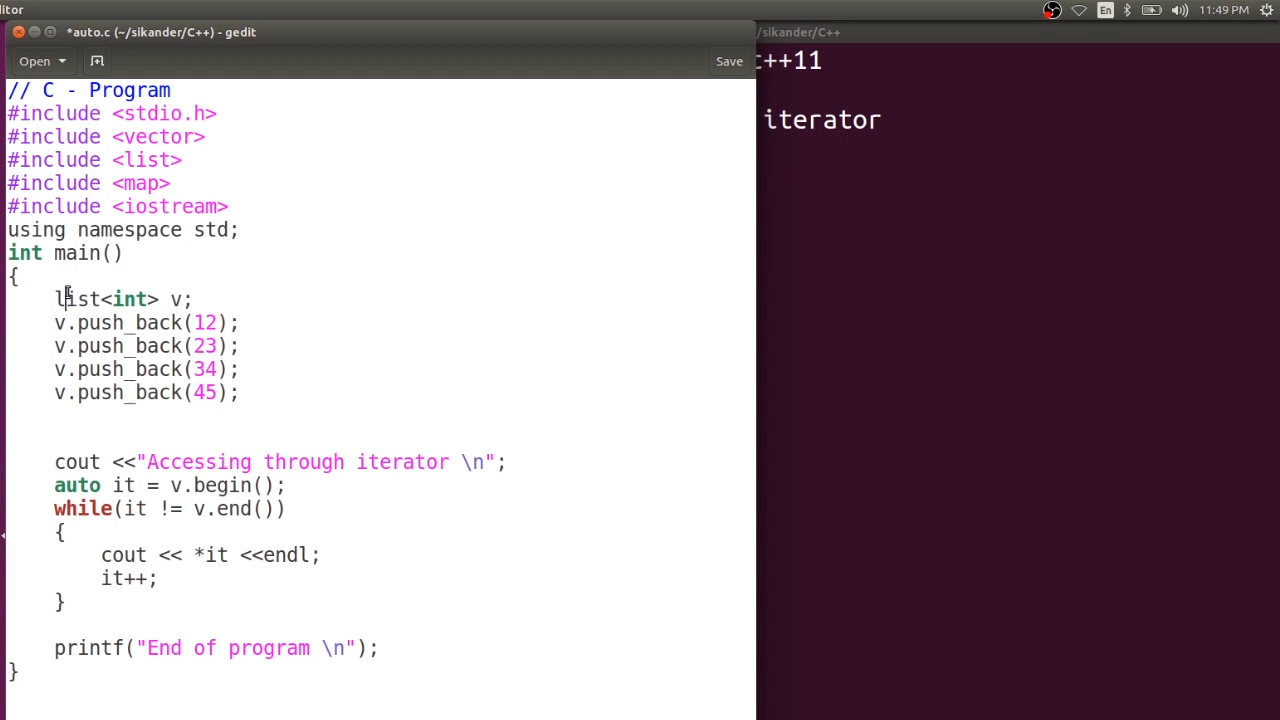 itor
En
11:49 PM
*auto.c (~/sikander/C++) - gedit
/sikander/C++
Open
Save
// C - Program
#include <stdio.h>
#include <vector>
#include <list>
#include <map>
#include <iostream>
using namespace std;
int main()
{
    list<int> v;
    v.push_back(12);
    v.push_back(23);
    v.push_back(34);
    v.push_back(45);
    cout <<"Accessing through iterator \n";
    auto it = v.begin();
    while(it != v.end())
    {
        cout << *it <<endl;
        it++;
    }
    printf("End of program \n");
}
c++11
iterator